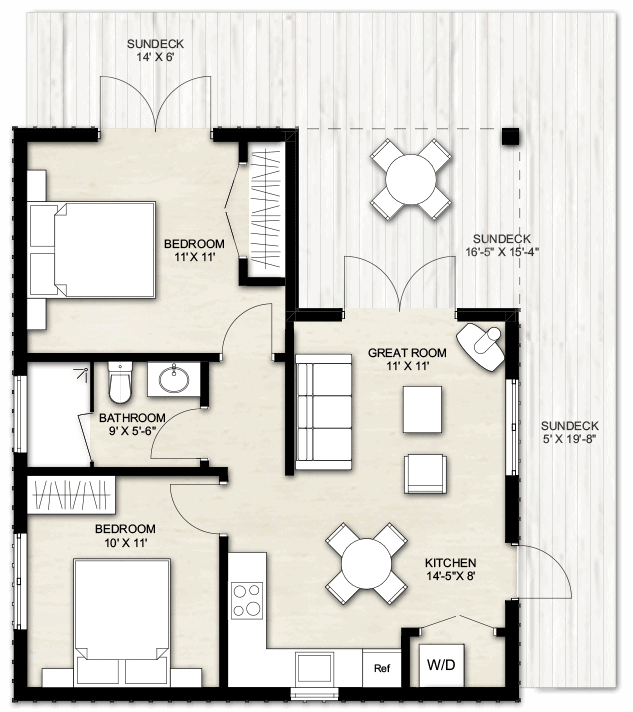 SUNDECK
14' X 6'
BEDROOM
11' X 11'
SUNDECK
16'-5" X 15'-4"
GREAT ROOM
11' X 11'
BATHROOM
9' X 5'-6"
SUNDECK
5' X 19'-8"
BEDROOM
10' X 11'
KITCHEN
14'-5"X 8'
Ref
W/D